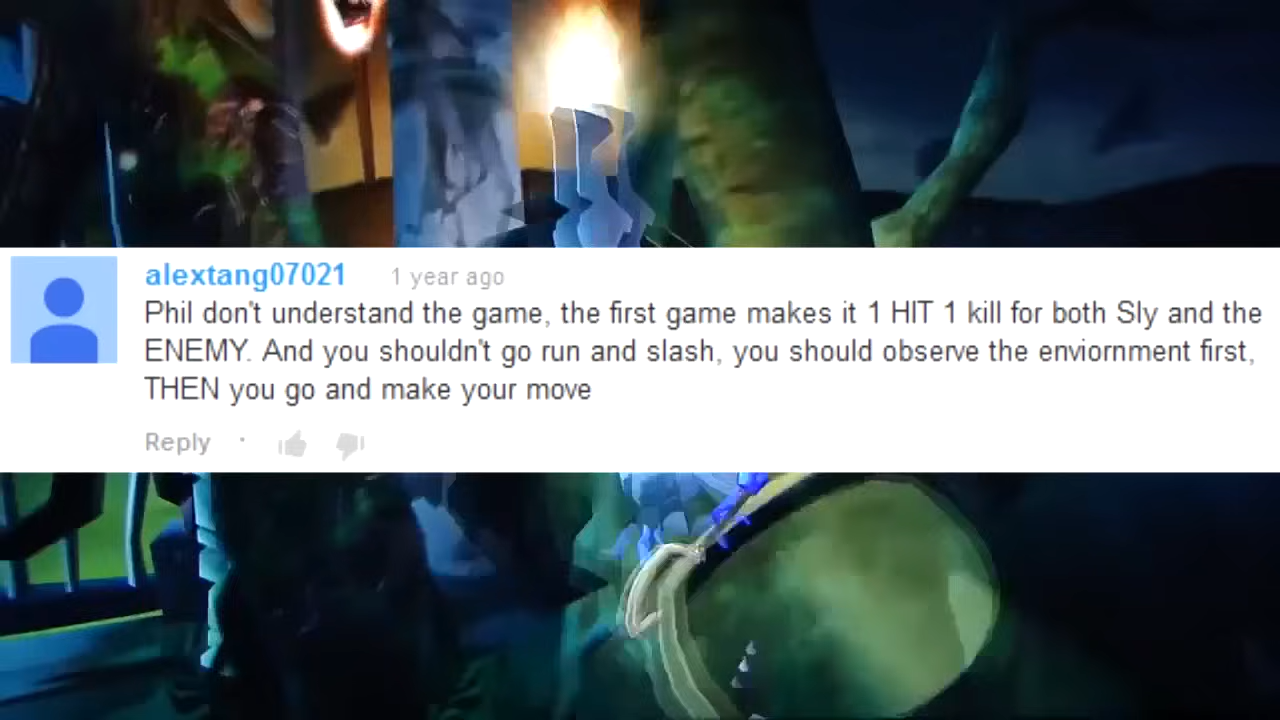 alextang07021 1 year ago
Phil don't understand the game, the first game makes it 1 HIT 1 kill for both Sly and the
ENEMY. And you shouldn't go run and slash, you should observe the enviornment first,
THEN you go and make your move
Reply ·